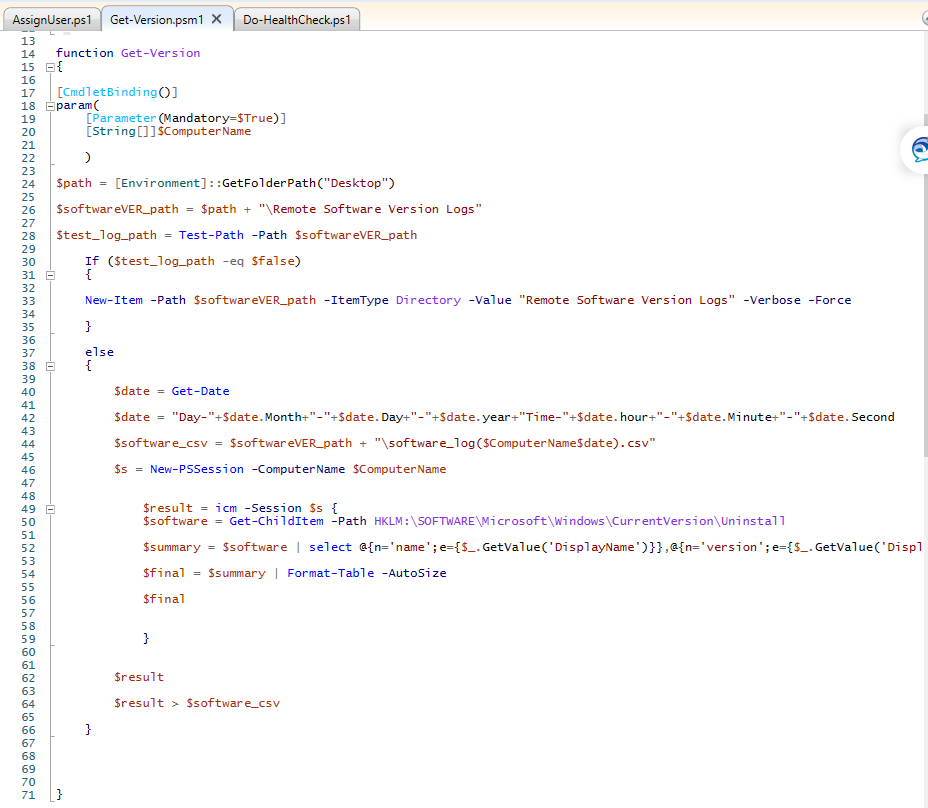 AssignUser.ps1 Get-Version.psm1 Do-HealthCheck.ps1
13
14 function Get-Version
15 {
16
17 [CmdletBinding()]
18 param(
19 [Parameter(Mandatory=$True)]
20 [String[]]$ComputerName
21
22 )
23
24 $path = [Environment]::GetFolderPath("Desktop")
25
26 $softwareVER_path = $path + "\Remote Software Version Logs"
27
28 $test_log_path = Test-Path -Path $softwareVER_path
29
30 If ($test_log_path -eq $false)
31 {
32
33 New-Item -Path $softwareVER_path -ItemType Directory -Value "Remote Software Version Logs" -Verbose -Force
34
35 }
36
37 else
38 {
39
40 $date = Get-Date
41
42 $date = "Day-"+$date.Month+"-"+$date.Day+"-"+$date.year+"Time-"+$date.hour+"-"+$date.Minute+"-"+$date.Second
43
44 $software_csv = $softwareVER_path + "\software_log($ComputerName$date).csv"
45
46 $s = New-PSSession -ComputerName $ComputerName
47
48
49 $result = icm -Session $s {
50 $software = Get-ChildItem -Path HKLM:\SOFTWARE\Microsoft\Windows\CurrentVersion\Uninstall
51
52 $summary = $software | select @{n='name';e={$_.GetValue('DisplayName')}},@{n='version';e={$_.GetValue('Displ
53
54 $final = $summary | Format-Table -AutoSize
55
56 $final
57
58
59 }
60
61
62 $result
63
64 $result > $software_csv
65
66 }
67
68
69
70
71 }